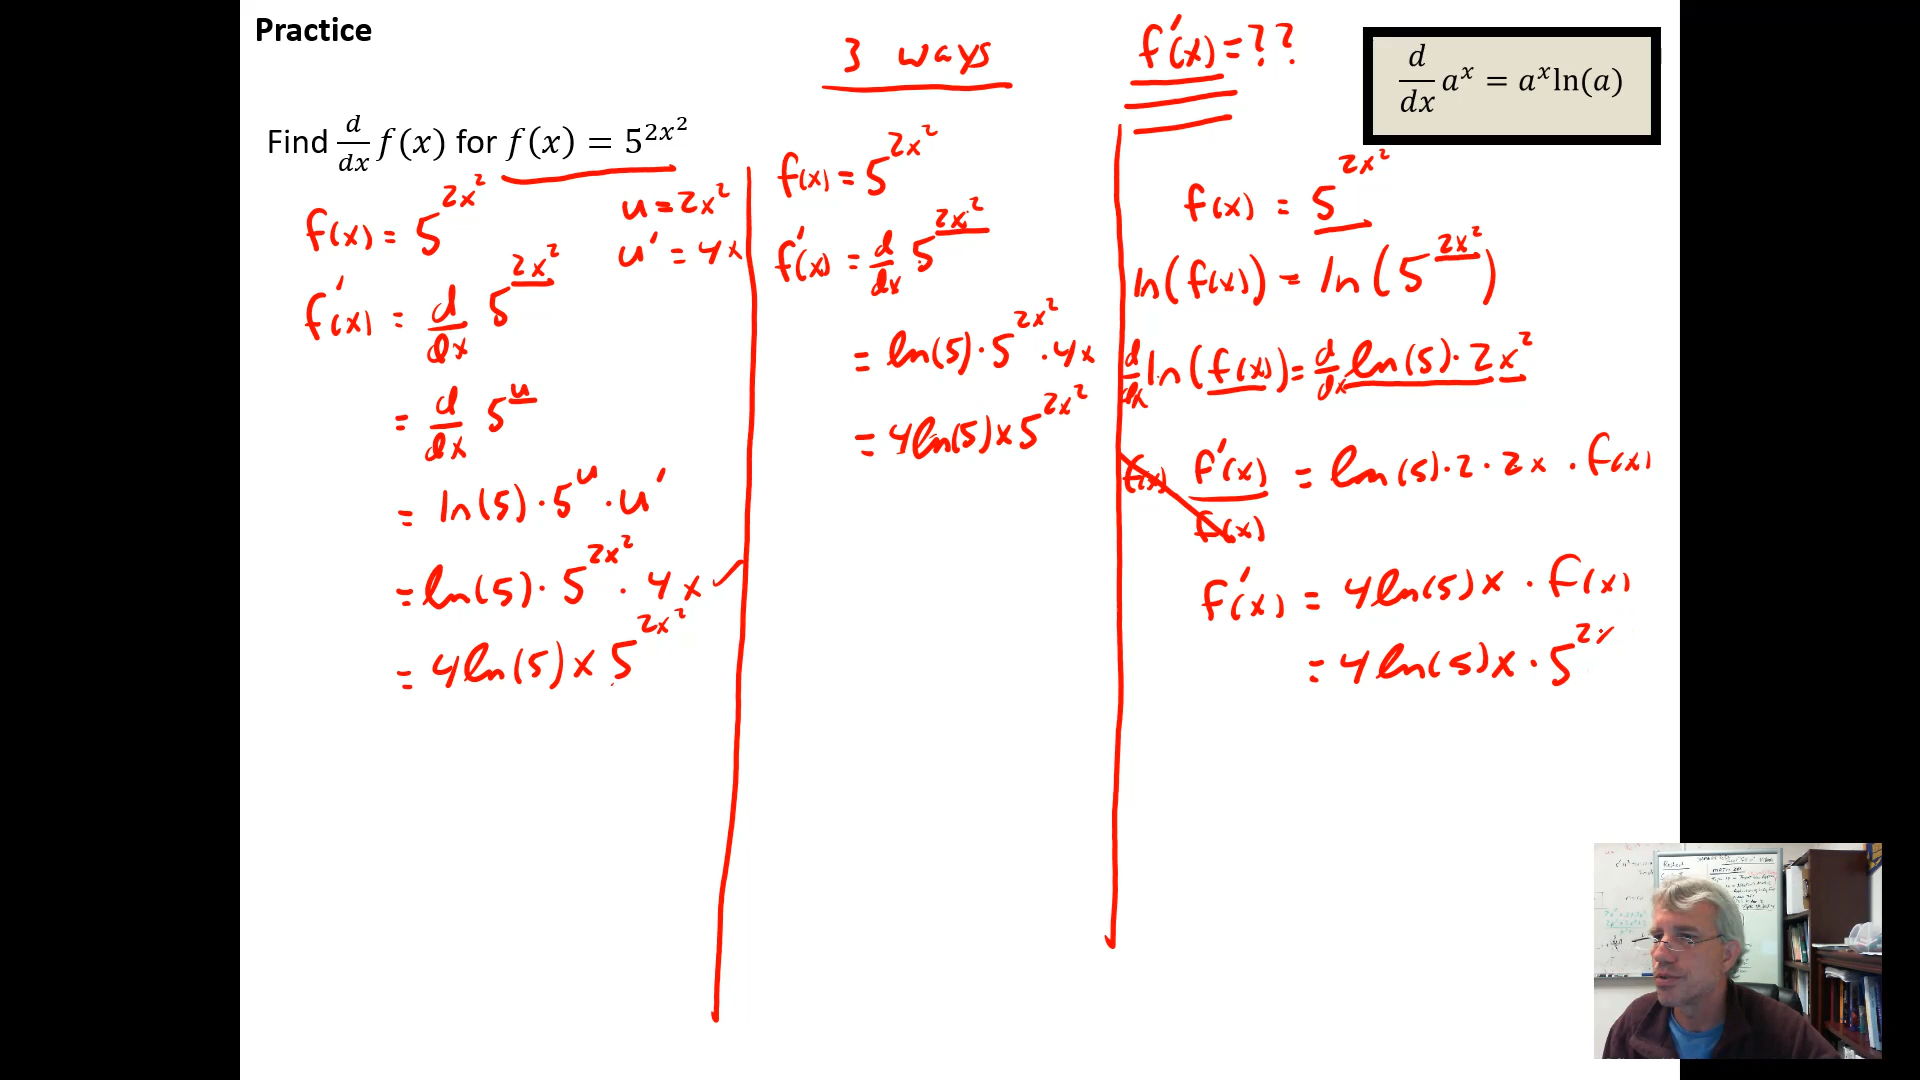 Practice
3 ways
f'(x) = ??
d/dx a^x = a^x ln(a)
Find d/dx f(x) for f(x) = 5^{2x^2}
f(x) = 5^{2x^2}
u = 2x^2
u' = 4x
f'(x) = d/dx 5^{2x^2}
= d/dx 5^u
= ln(5) · 5^u · u'
= ln(5) · 5^{2x^2} · 4x
= 4ln(5)x 5^{2x^2}
f(x) = 5^{2x^2}
f'(x) = d/dx 5^{2x^2}
= ln(5) · 5^{2x^2} · 4x
= 4ln(5)x 5^{2x^2}
f(x) = 5^{2x^2}
ln(f(x)) = ln(5^{2x^2})
d/dx ln(f(x)) = d/dx ln(5) · 2x^2
f(x) f'(x)/f(x) = ln(5) · 2 · 2x · f(x)
f'(x) = 4ln(5)x · f(x)
= 4ln(5)x · 5^{2x